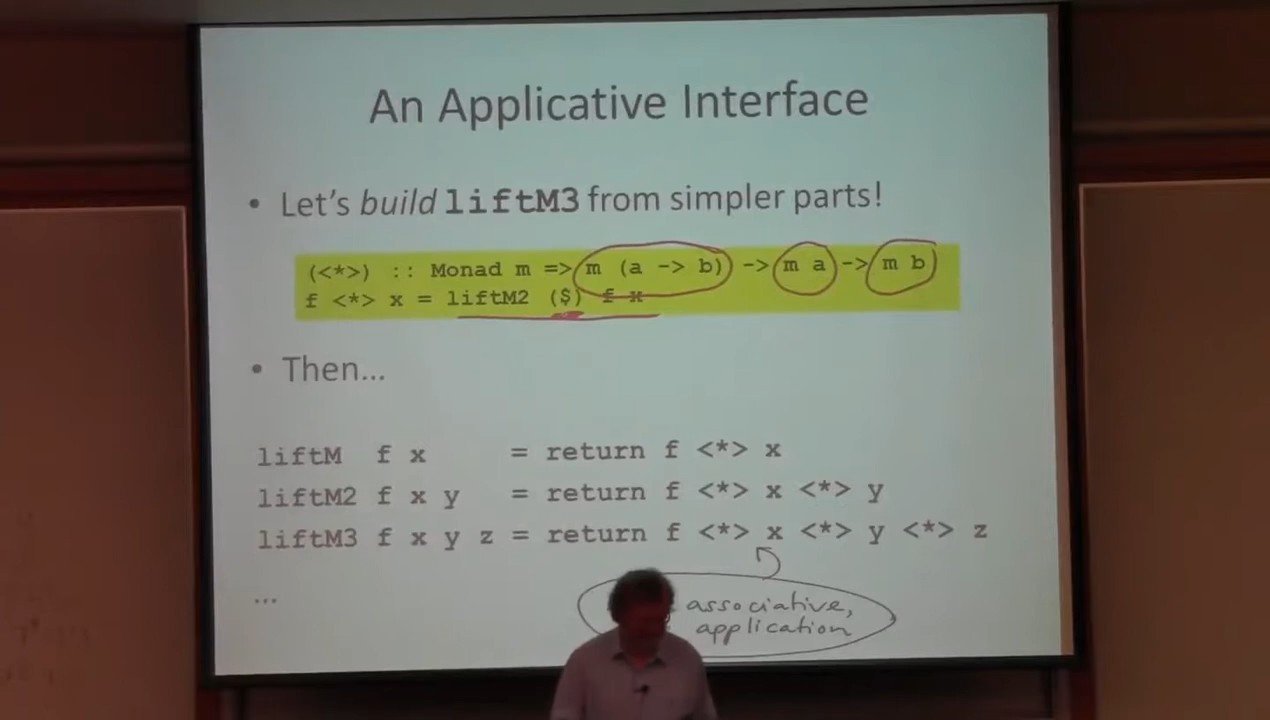 An Applicative Interface
• Let's build liftM3 from simpler parts!
(<*>) :: Monad m => m (a -> b) -> m a -> m b
f <*> x = liftM2 ($) f x
• Then...
liftM f x = return f <*> x
liftM2 f x y = return f <*> x <*> y
liftM3 f x y z = return f <*> x <*> y <*> z
...
associative,
application